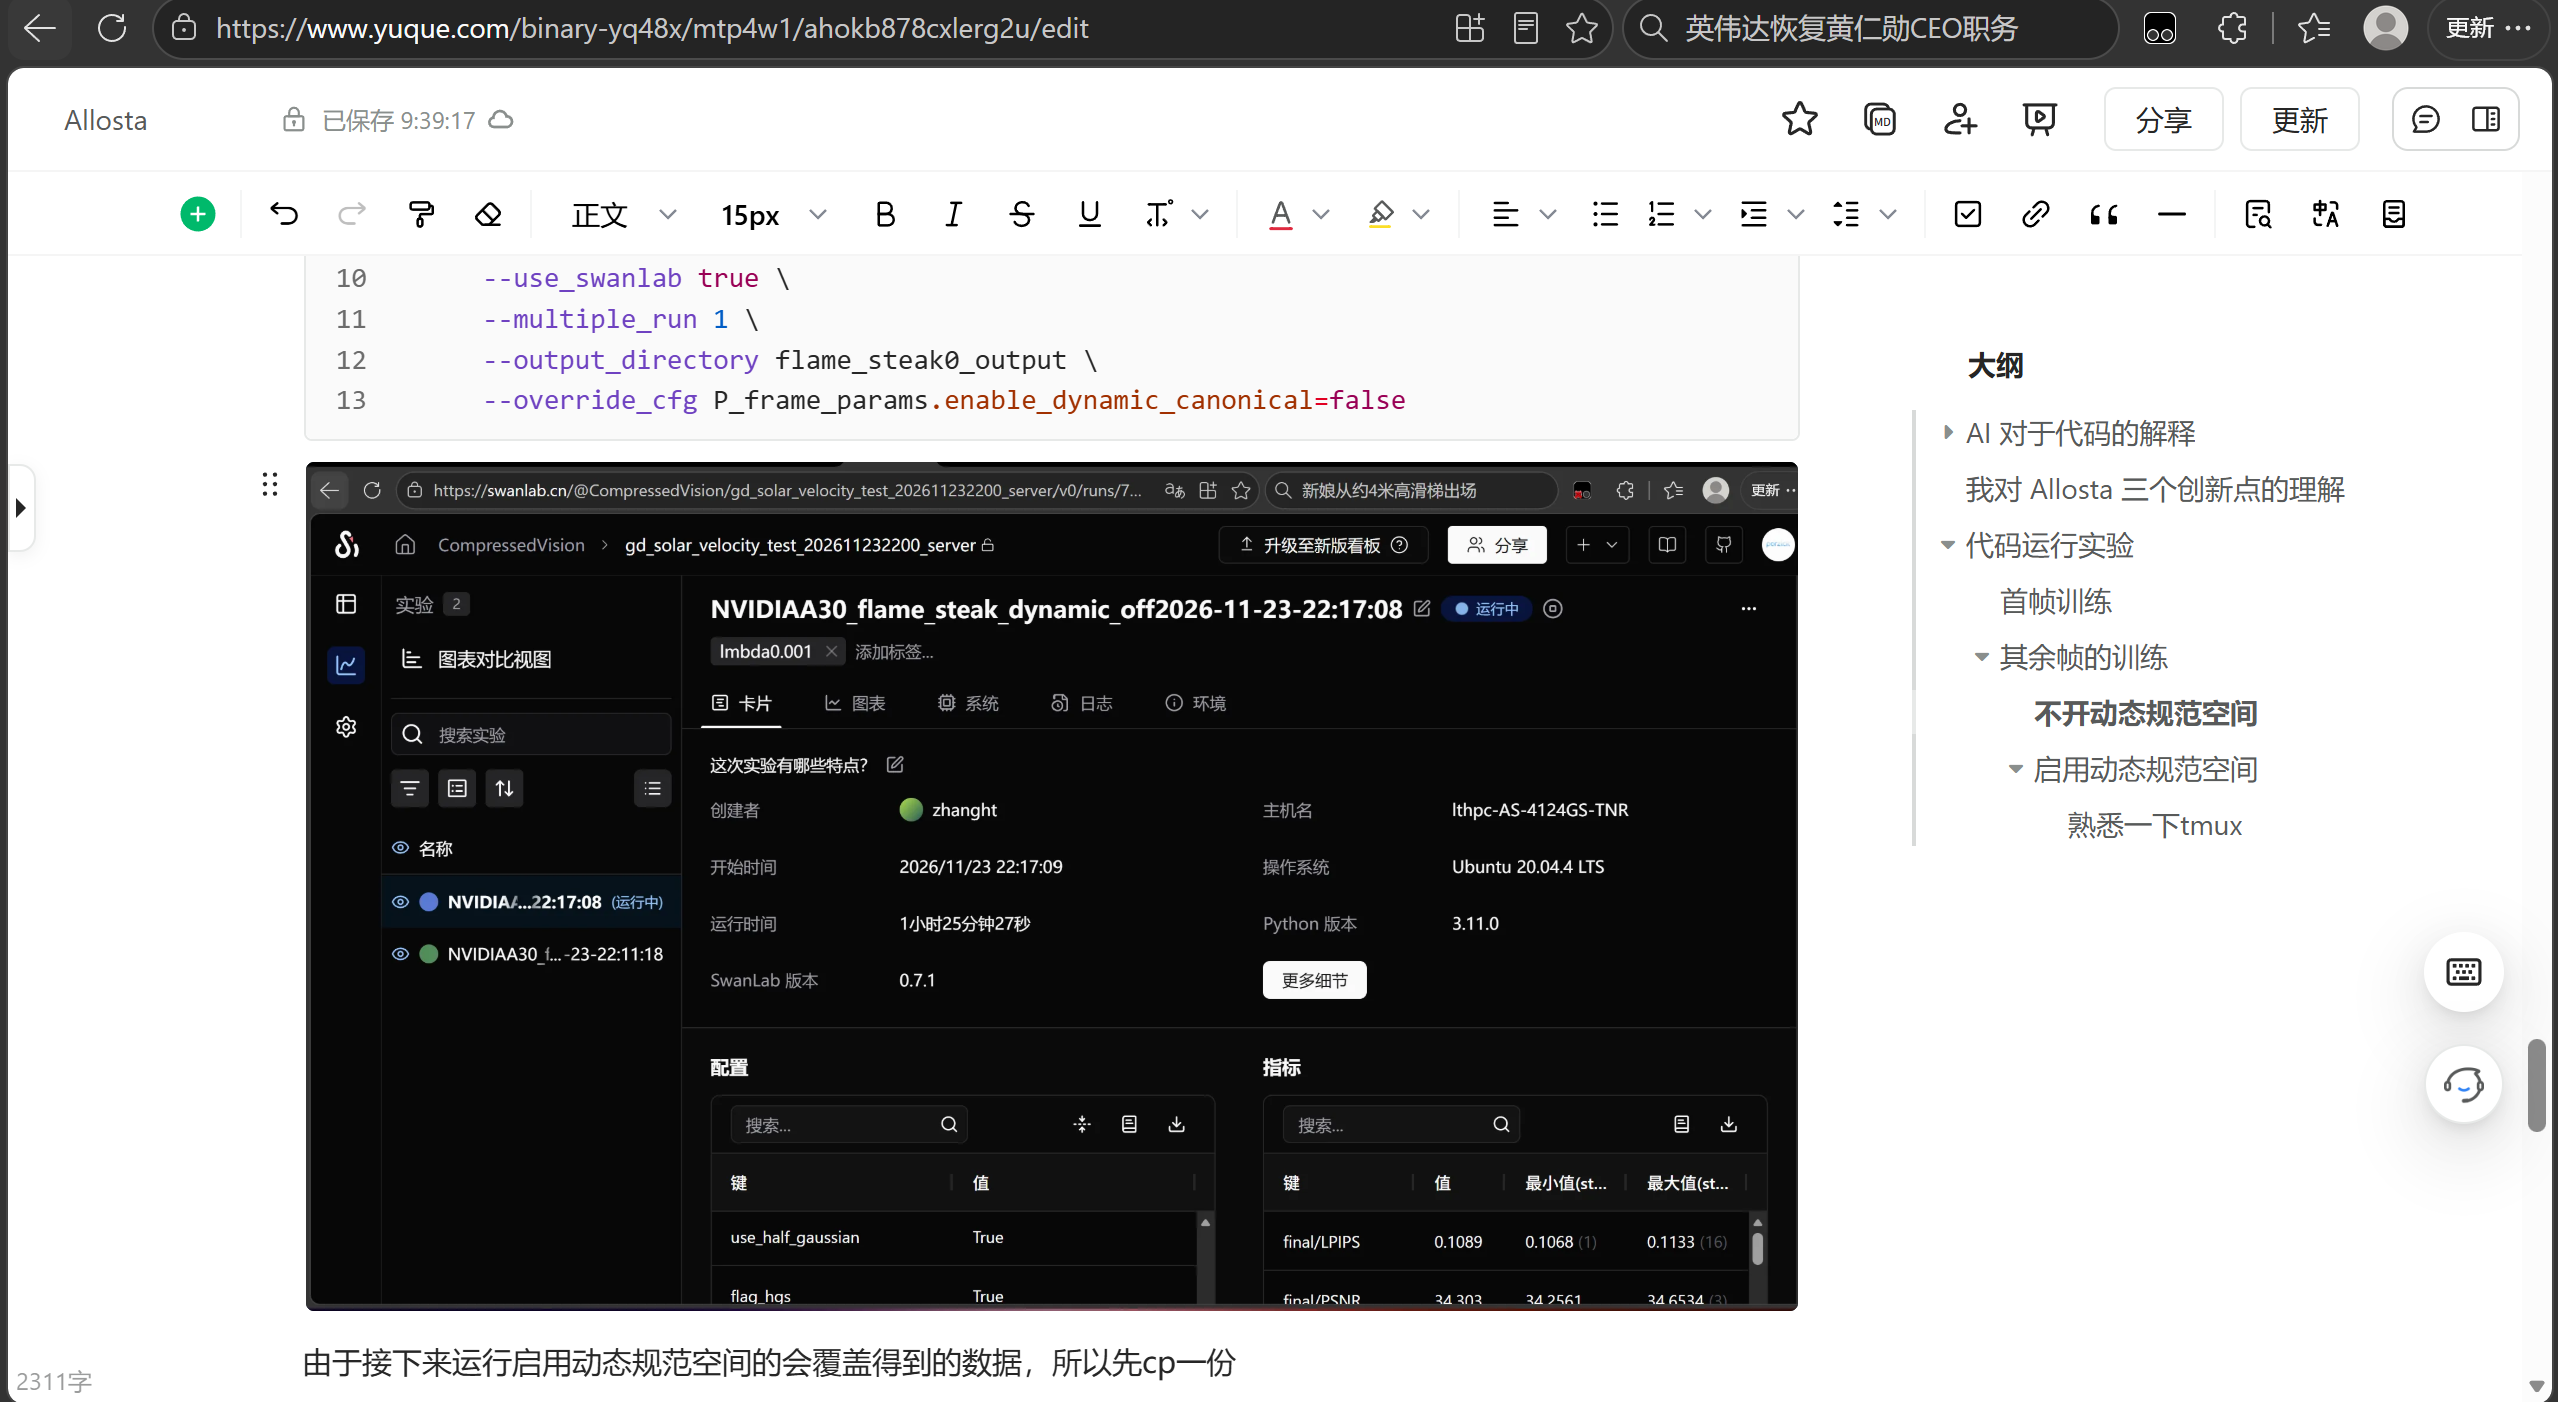 https://www.yuque.com/binary-yq48x/mtp4w1/ahokb878cxlerg2u/edit
英伟达恢复黄仁勋CEO职务
更新
Allosta
已保存 9:39:17
MD
分享
更新
正文
15px
10 --use_swanlab true \
11 --multiple_run 1 \
12 --output_directory flame_steak0_output \
13 --override_cfg P_frame_params.enable_dynamic_canonical=false
https://swanlab.cn/@CompressedVision/gd_solar_velocity_test_202611232200_server/v0/runs/7...
新娘从约4米高滑梯出场
更新
CompressedVision > gd_solar_velocity_test_202611232200_server
升级至新版看板
分享
实验 2
图表对比视图
搜索实验
名称
NVIDIA...22:17:08 (运行中)
NVIDIAA30_f...-23-22:11:18
NVIDIAA30_flame_steak_dynamic_off2026-11-23-22:17:08
运行中
lmbda0.001
添加标签...
卡片 图表 系统 日志 环境
这次实验有哪些特点?
创建者 zhanght 主机名 lthpc-AS-4124GS-TNR
开始时间 2026/11/23 22:17:09 操作系统 Ubuntu 20.04.4 LTS
运行时间 1小时25分钟27秒 Python 版本 3.11.0
SwanLab 版本 0.7.1 更多细节
配置
搜索...
键 值
use_half_gaussian True
flag_hgs True
指标
搜索...
键 值 最小值(st... 最大值(st...
final/LPIPS 0.1089 0.1068 (1) 0.1133 (16)
final/PSNR 34.303 34.2561 34.6534 (3)
由于接下来运行启用动态规范空间的会覆盖得到的数据，所以先cp一份
2311字
大纲
AI 对于代码的解释
我对 Allosta 三个创新点的理解
代码运行实验
首帧训练
其余帧的训练
不开动态规范空间
启用动态规范空间
熟悉一下tmux